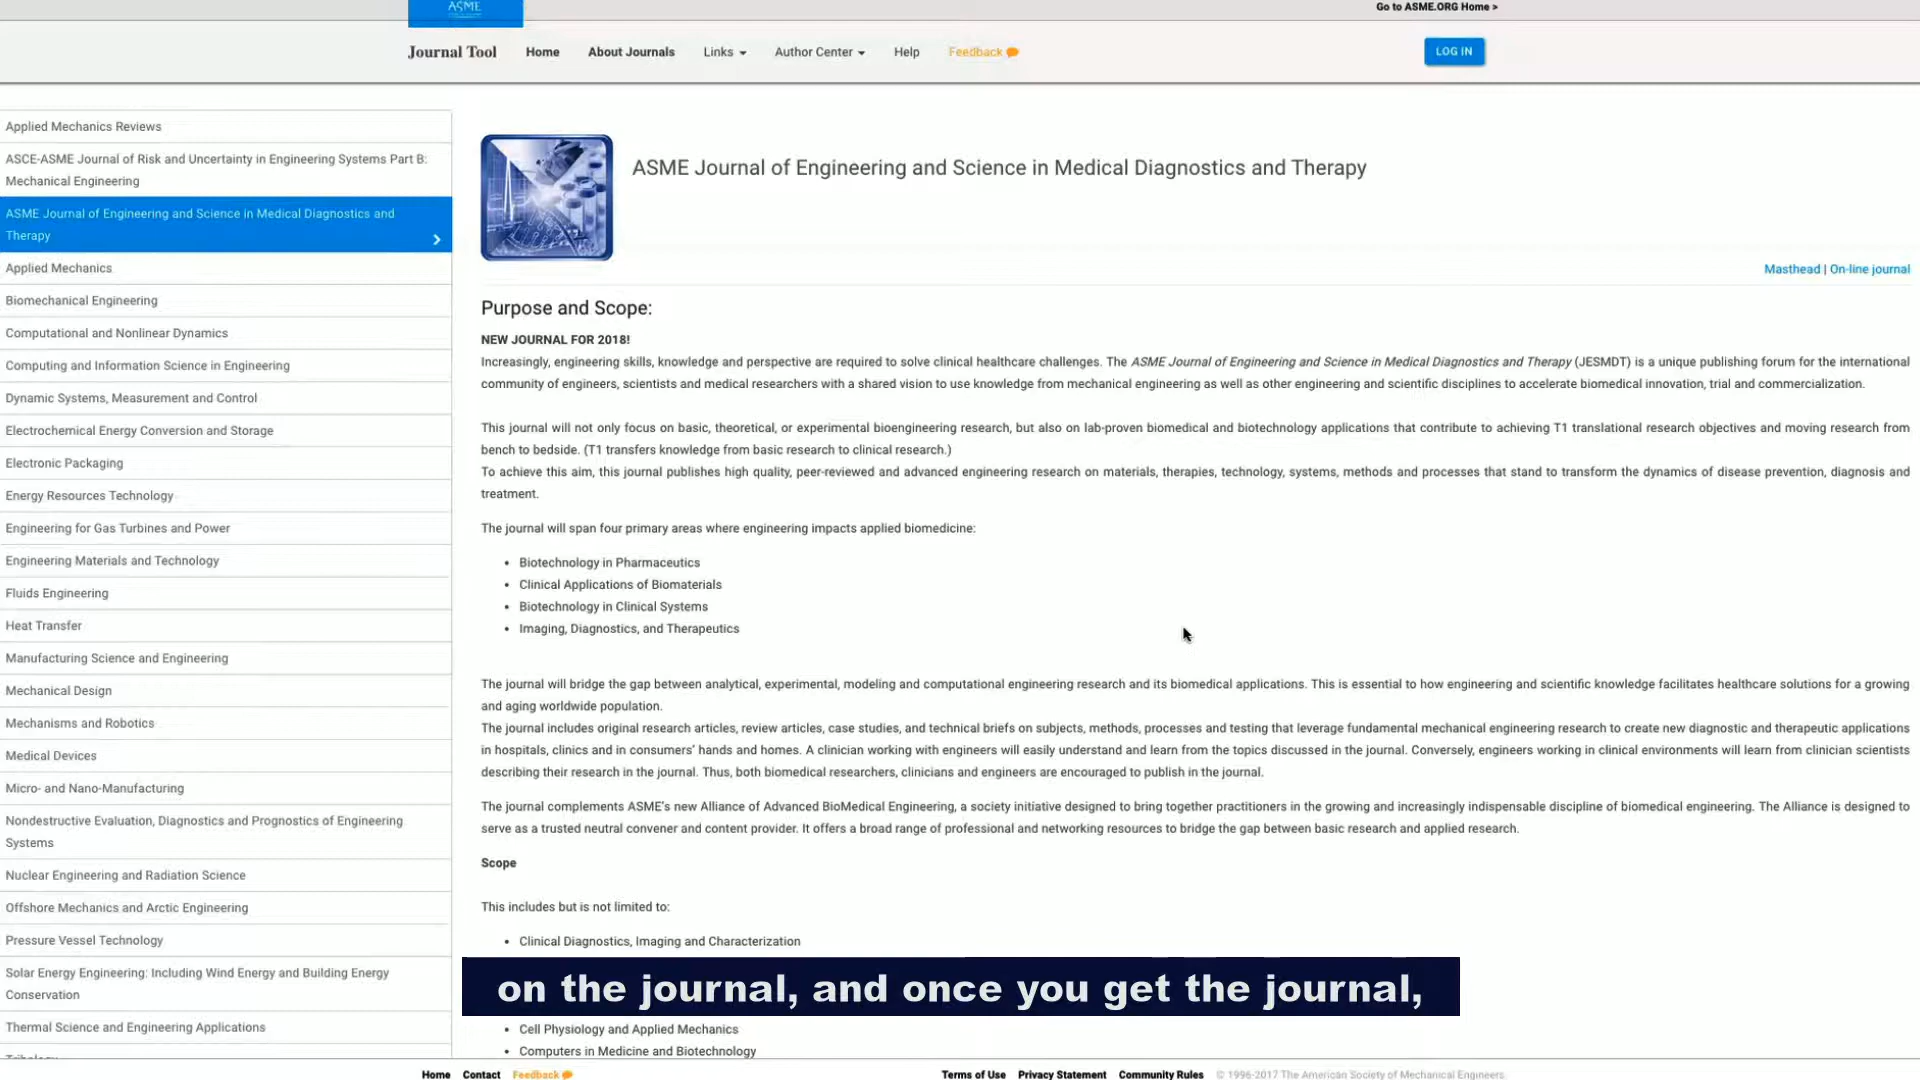 ASME
Go to ASME.ORG Home >
Journal Tool
Home
About Journals
Links
Author Center
Help
Feedback
LOG IN
Applied Mechanics Reviews
ASCE-ASME Journal of Risk and Uncertainty in Engineering Systems Part B:
Mechanical Engineering
ASME Journal of Engineering and Science in Medical Diagnostics and
Therapy
Applied Mechanics
Biomechanical Engineering
Computational and Nonlinear Dynamics
Computing and Information Science in Engineering
Dynamic Systems, Measurement and Control
Electrochemical Energy Conversion and Storage
Electronic Packaging
Energy Resources Technology
Engineering for Gas Turbines and Power
Engineering Materials and Technology
Fluids Engineering
Heat Transfer
Manufacturing Science and Engineering
Mechanical Design
Mechanisms and Robotics
Medical Devices
Micro- and Nano-Manufacturing
Nondestructive Evaluation, Diagnostics and Prognostics of Engineering
Systems
Nuclear Engineering and Radiation Science
Offshore Mechanics and Arctic Engineering
Pressure Vessel Technology
Solar Energy Engineering: Including Wind Energy and Building Energy
Conservation
Thermal Science and Engineering Applications
ASME Journal of Engineering and Science in Medical Diagnostics and Therapy
Masthead | On-line journal
Purpose and Scope:
NEW JOURNAL FOR 2018!
Increasingly, engineering skills, knowledge and perspective are required to solve clinical healthcare challenges. The ASME Journal of Engineering and Science in Medical Diagnostics and Therapy (JESMDT) is a unique publishing forum for the international
community of engineers, scientists and medical researchers with a shared vision to use knowledge from mechanical engineering as well as other engineering and scientific disciplines to accelerate biomedical innovation, trial and commercialization.
This journal will not only focus on basic, theoretical, or experimental bioengineering research, but also on lab-proven biomedical and biotechnology applications that contribute to achieving T1 translational research objectives and moving research from
bench to bedside. (T1 transfers knowledge from basic research to clinical research.)
To achieve this aim, this journal publishes high quality, peer-reviewed and advanced engineering research on materials, therapies, technology, systems, methods and processes that stand to transform the dynamics of disease prevention, diagnosis and
treatment.
The journal will span four primary areas where engineering impacts applied biomedicine:
• Biotechnology in Pharmaceutics
• Clinical Applications of Biomaterials
• Biotechnology in Clinical Systems
• Imaging, Diagnostics, and Therapeutics
The journal will bridge the gap between analytical, experimental, modeling and computational engineering research and its biomedical applications. This is essential to how engineering and scientific knowledge facilitates healthcare solutions for a growing
and aging worldwide population.
The journal includes original research articles, review articles, case studies, and technical briefs on subjects, methods, processes and testing that leverage fundamental mechanical engineering research to create new diagnostic and therapeutic applications
in hospitals, clinics and in consumers' hands and homes. A clinician working with engineers will easily understand and learn from the topics discussed in the journal. Conversely, engineers working in clinical environments will learn from clinician scientists
describing their research in the journal. Thus, both biomedical researchers, clinicians and engineers are encouraged to publish in the journal.
The journal complements ASME's new Alliance of Advanced BioMedical Engineering, a society initiative designed to bring together practitioners in the growing and increasingly indispensable discipline of biomedical engineering. The Alliance is designed to
serve as a trusted neutral convener and content provider. It offers a broad range of professional and networking resources to bridge the gap between basic research and applied research.
Scope
This includes but is not limited to:
• Clinical Diagnostics, Imaging and Characterization
on the journal, and once you get the journal,
• Cell Physiology and Applied Mechanics
• Computers in Medicine and Biotechnology
Home
Contact
Feedback
Terms of Use
Privacy Statement
Community Rules
© 1996-2017 The American Society of Mechanical Engineers.